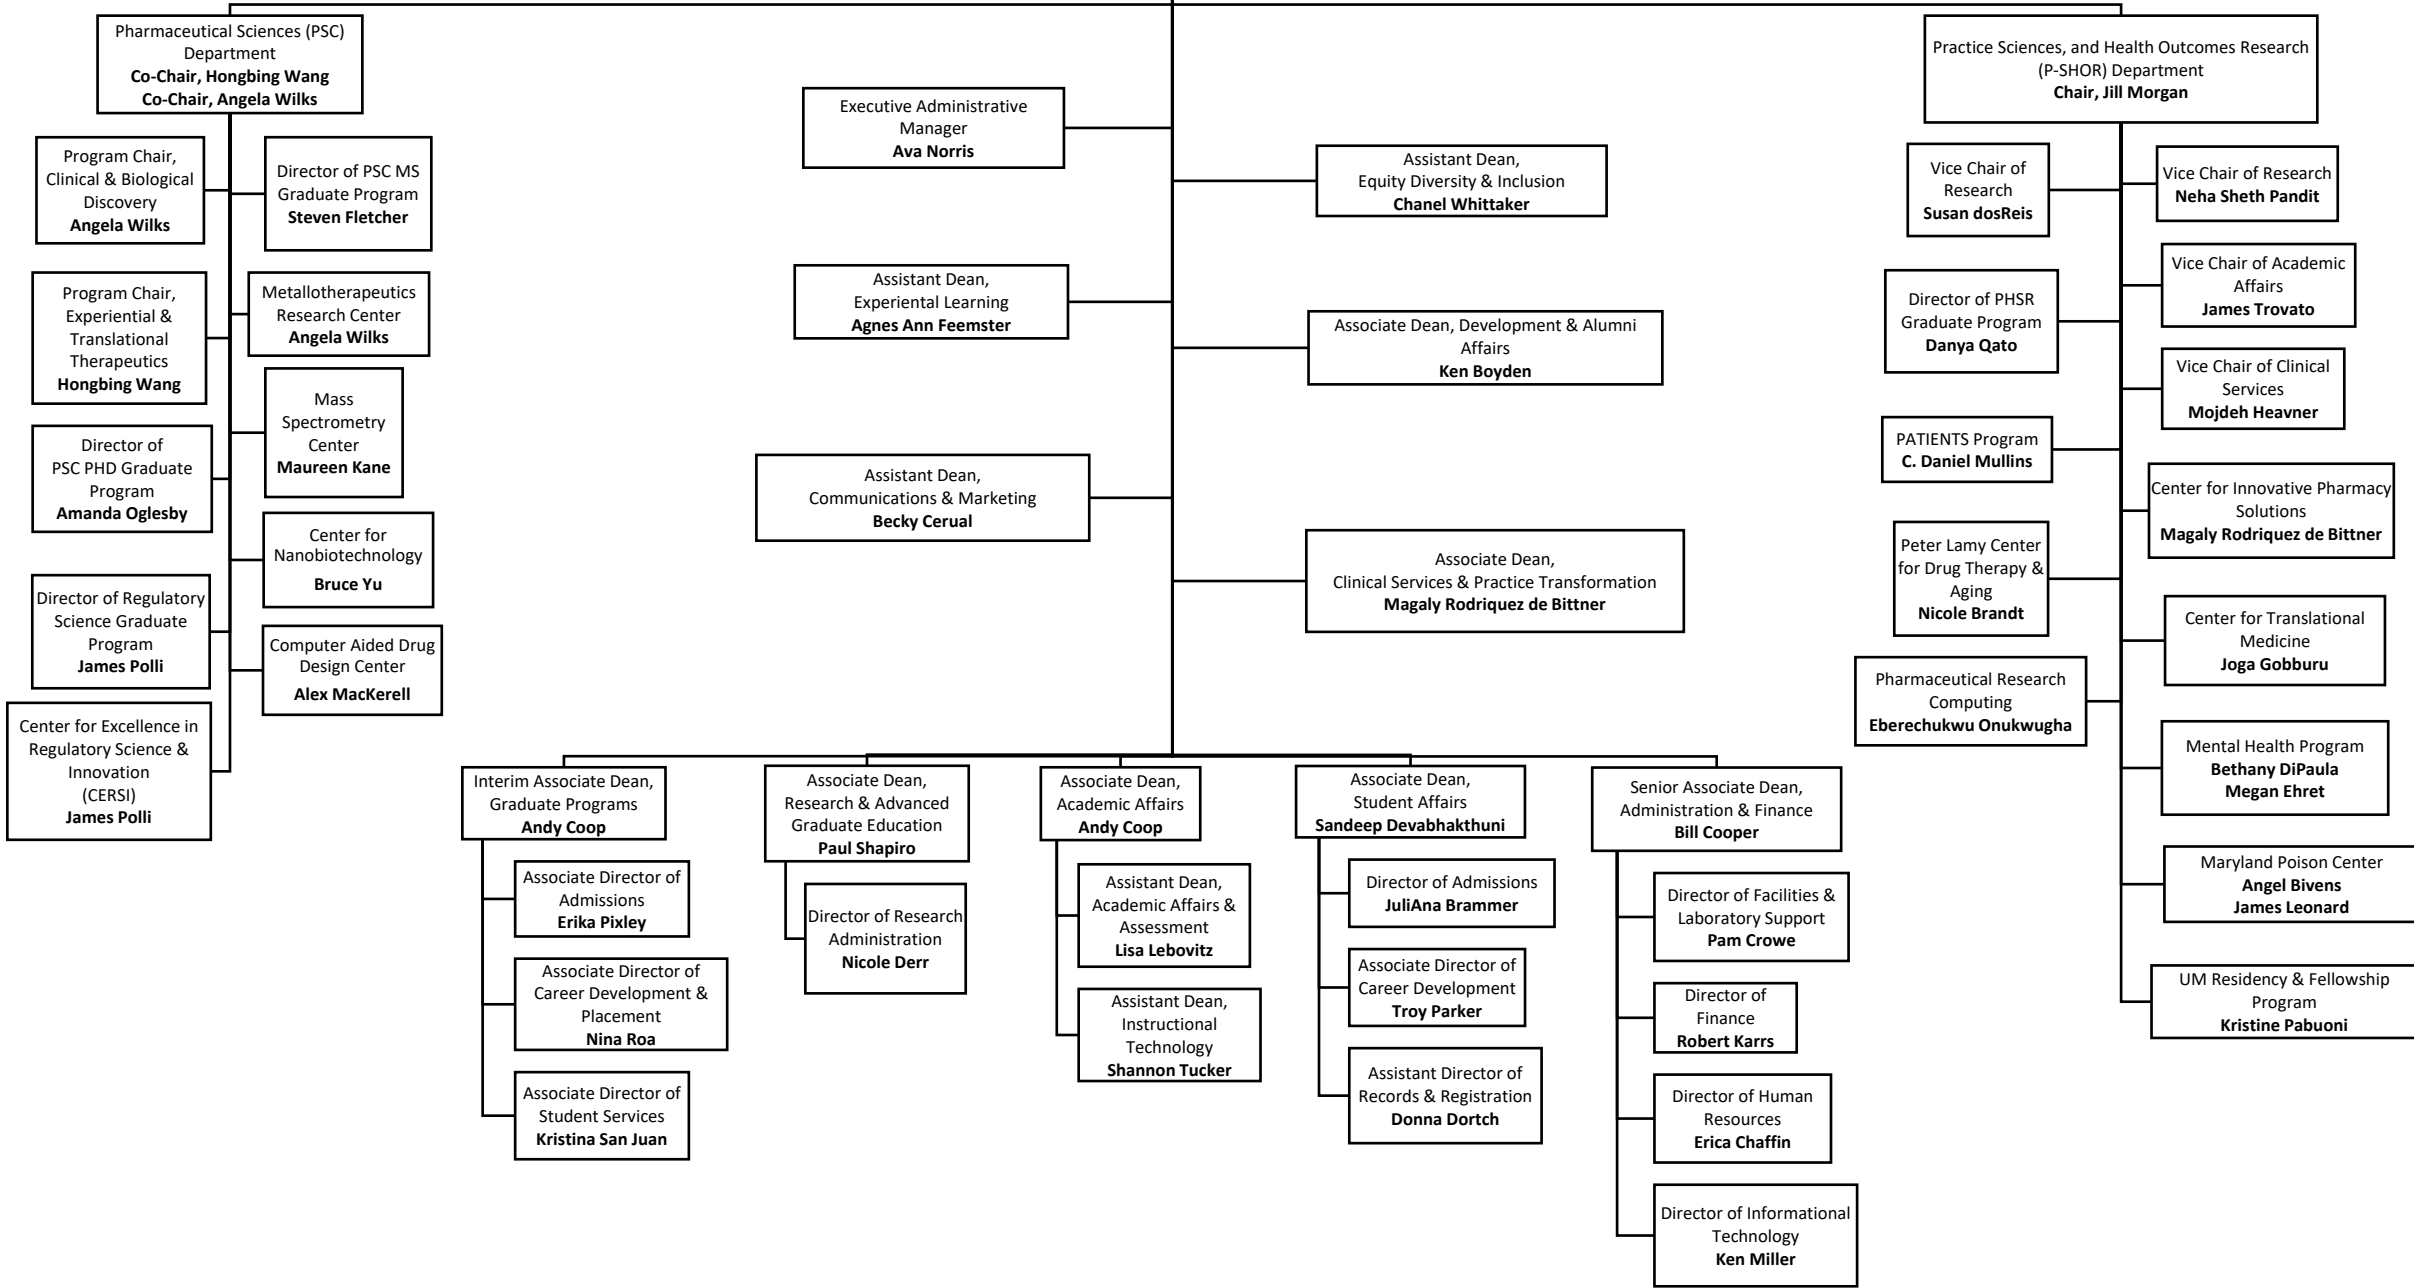 Pharmaceutical Sciences (PSC)
Department
Co-Chair, Hongbing Wang
Co-Chair, Angela Wilks
Program Chair,
Clinical & Biological
Discovery
Angela Wilks
Director of PSC MS
Graduate Program
Steven Fletcher
Program Chair,
Experiential &
Translational
Therapeutics
Hongbing Wang
Metallotherapeutics
Research Center
Angela Wilks
Mass
Spectrometry
Center
Maureen Kane
Director of
PSC PHD Graduate
Program
Amanda Oglesby
Center for
Nanobiotechnology
Bruce Yu
Director of Regulatory
Science Graduate
Program
James Polli
Computer Aided Drug
Design Center
Alex MacKerell
Center for Excellence in
Regulatory Science &
Innovation
(CERSI)
James Polli
Executive Administrative
Manager
Ava Norris
Assistant Dean,
Equity Diversity & Inclusion
Chanel Whittaker
Assistant Dean,
Experiental Learning
Agnes Ann Feemster
Associate Dean, Development & Alumni
Affairs
Ken Boyden
Assistant Dean,
Communications & Marketing
Becky Cerual
Associate Dean,
Clinical Services & Practice Transformation
Magaly Rodriquez de Bittner
Interim Associate Dean,
Graduate Programs
Andy Coop
Associate Director of
Admissions
Erika Pixley
Associate Director of
Career Development &
Placement
Nina Roa
Associate Director of
Student Services
Kristina San Juan
Associate Dean,
Research & Advanced
Graduate Education
Paul Shapiro
Director of Research
Administration
Nicole Derr
Associate Dean,
Academic Affairs
Andy Coop
Assistant Dean,
Academic Affairs &
Assessment
Lisa Lebovitz
Assistant Dean,
Instructional
Technology
Shannon Tucker
Associate Dean,
Student Affairs
Sandeep Devabhakthuni
Director of Admissions
JuliAna Brammer
Associate Director of
Career Development
Troy Parker
Assistant Director of
Records & Registration
Donna Dortch
Senior Associate Dean,
Administration & Finance
Bill Cooper
Director of Facilities &
Laboratory Support
Pam Crowe
Director of
Finance
Robert Karrs
Director of Human
Resources
Erica Chaffin
Director of Informational
Technology
Ken Miller
Practice Sciences, and Health Outcomes Research
(P-SHOR) Department
Chair, Jill Morgan
Vice Chair of
Research
Susan dosReis
Vice Chair of Research
Neha Sheth Pandit
Vice Chair of Academic
Affairs
James Trovato
Director of PHSR
Graduate Program
Danya Qato
Vice Chair of Clinical
Services
Mojdeh Heavner
PATIENTS Program
C. Daniel Mullins
Center for Innovative Pharmacy
Solutions
Magaly Rodriquez de Bittner
Peter Lamy Center
for Drug Therapy &
Aging
Nicole Brandt
Center for Translational
Medicine
Joga Gobburu
Pharmaceutical Research
Computing
Eberechukwu Onukwugha
Mental Health Program
Bethany DiPaula
Megan Ehret
Maryland Poison Center
Angel Bivens
James Leonard
UM Residency & Fellowship
Program
Kristine Pabuoni